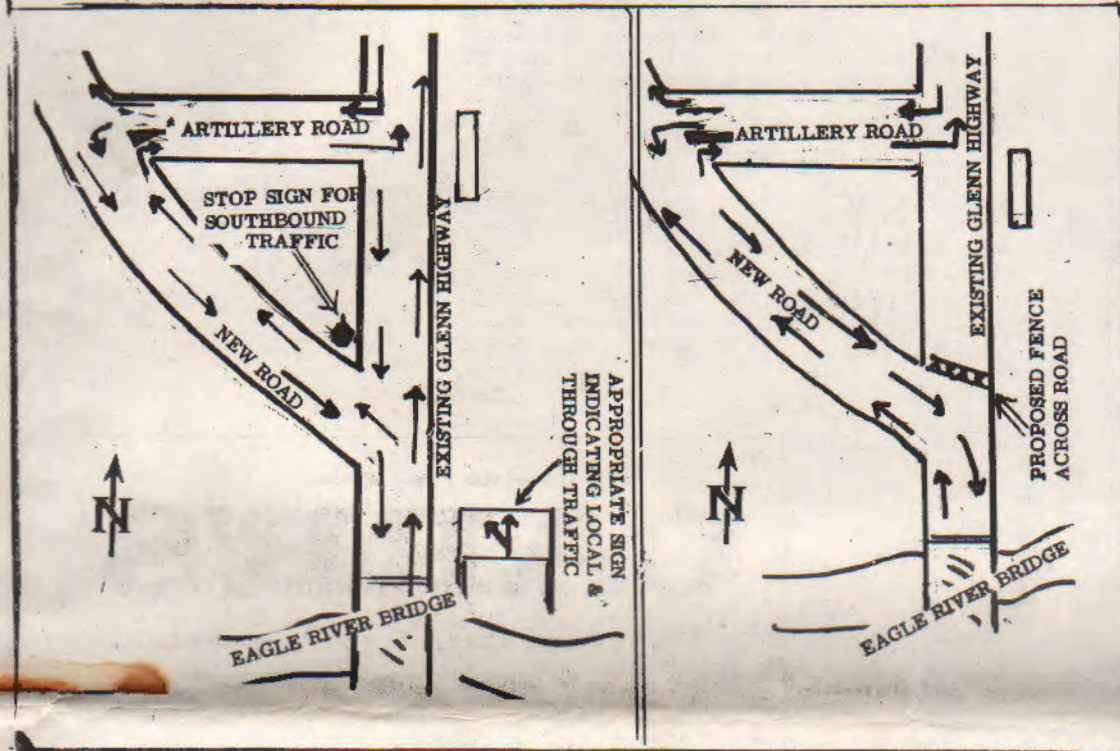 ARTILLERY ROAD
STOP SIGN FOR
SOUTHBOUND
TRAFFIC
EXISTING GLENN HIGHWAY
NEW ROAD
APPROPRIATE SIGN
INDICATING LOCAL &
THROUGH TRAFFIC
N
EAGLE RIVER BRIDGE
ARTILLERY ROAD
EXISTING GLENN HIGHWAY
NEW ROAD
PROPOSED FENCE
ACROSS ROAD
N
EAGLE RIVER BRIDGE